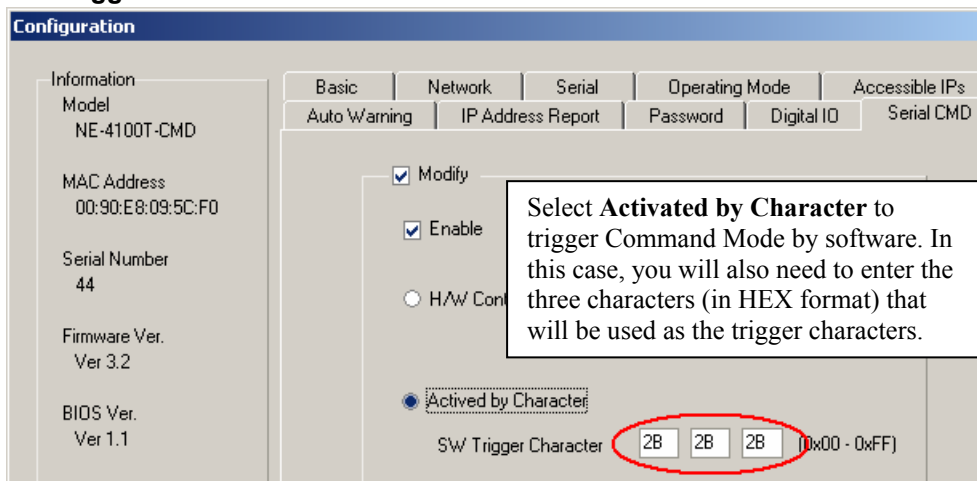 Configuration
Information
Model
NE-4100T-CMD
MAC Address
00:90:E8:09:5C:F0
Serial Number
44
Firmware Ver.
Ver 3.2
BIOS Ver.
Ver 1.1
Basic Network Serial Operating Mode Accessible IPs
Auto Warning IP Address Report Password Digital IO Serial CMD
Modify
Enable
H/W
Select Activated by Character to
trigger Command Mode by software. In
this case, you will also need to enter the
three characters (in HEX format) that
will be used as the trigger characters.
Actived by Character
SW Trigger Character 2B 2B 2B (0x00 - 0xFF)